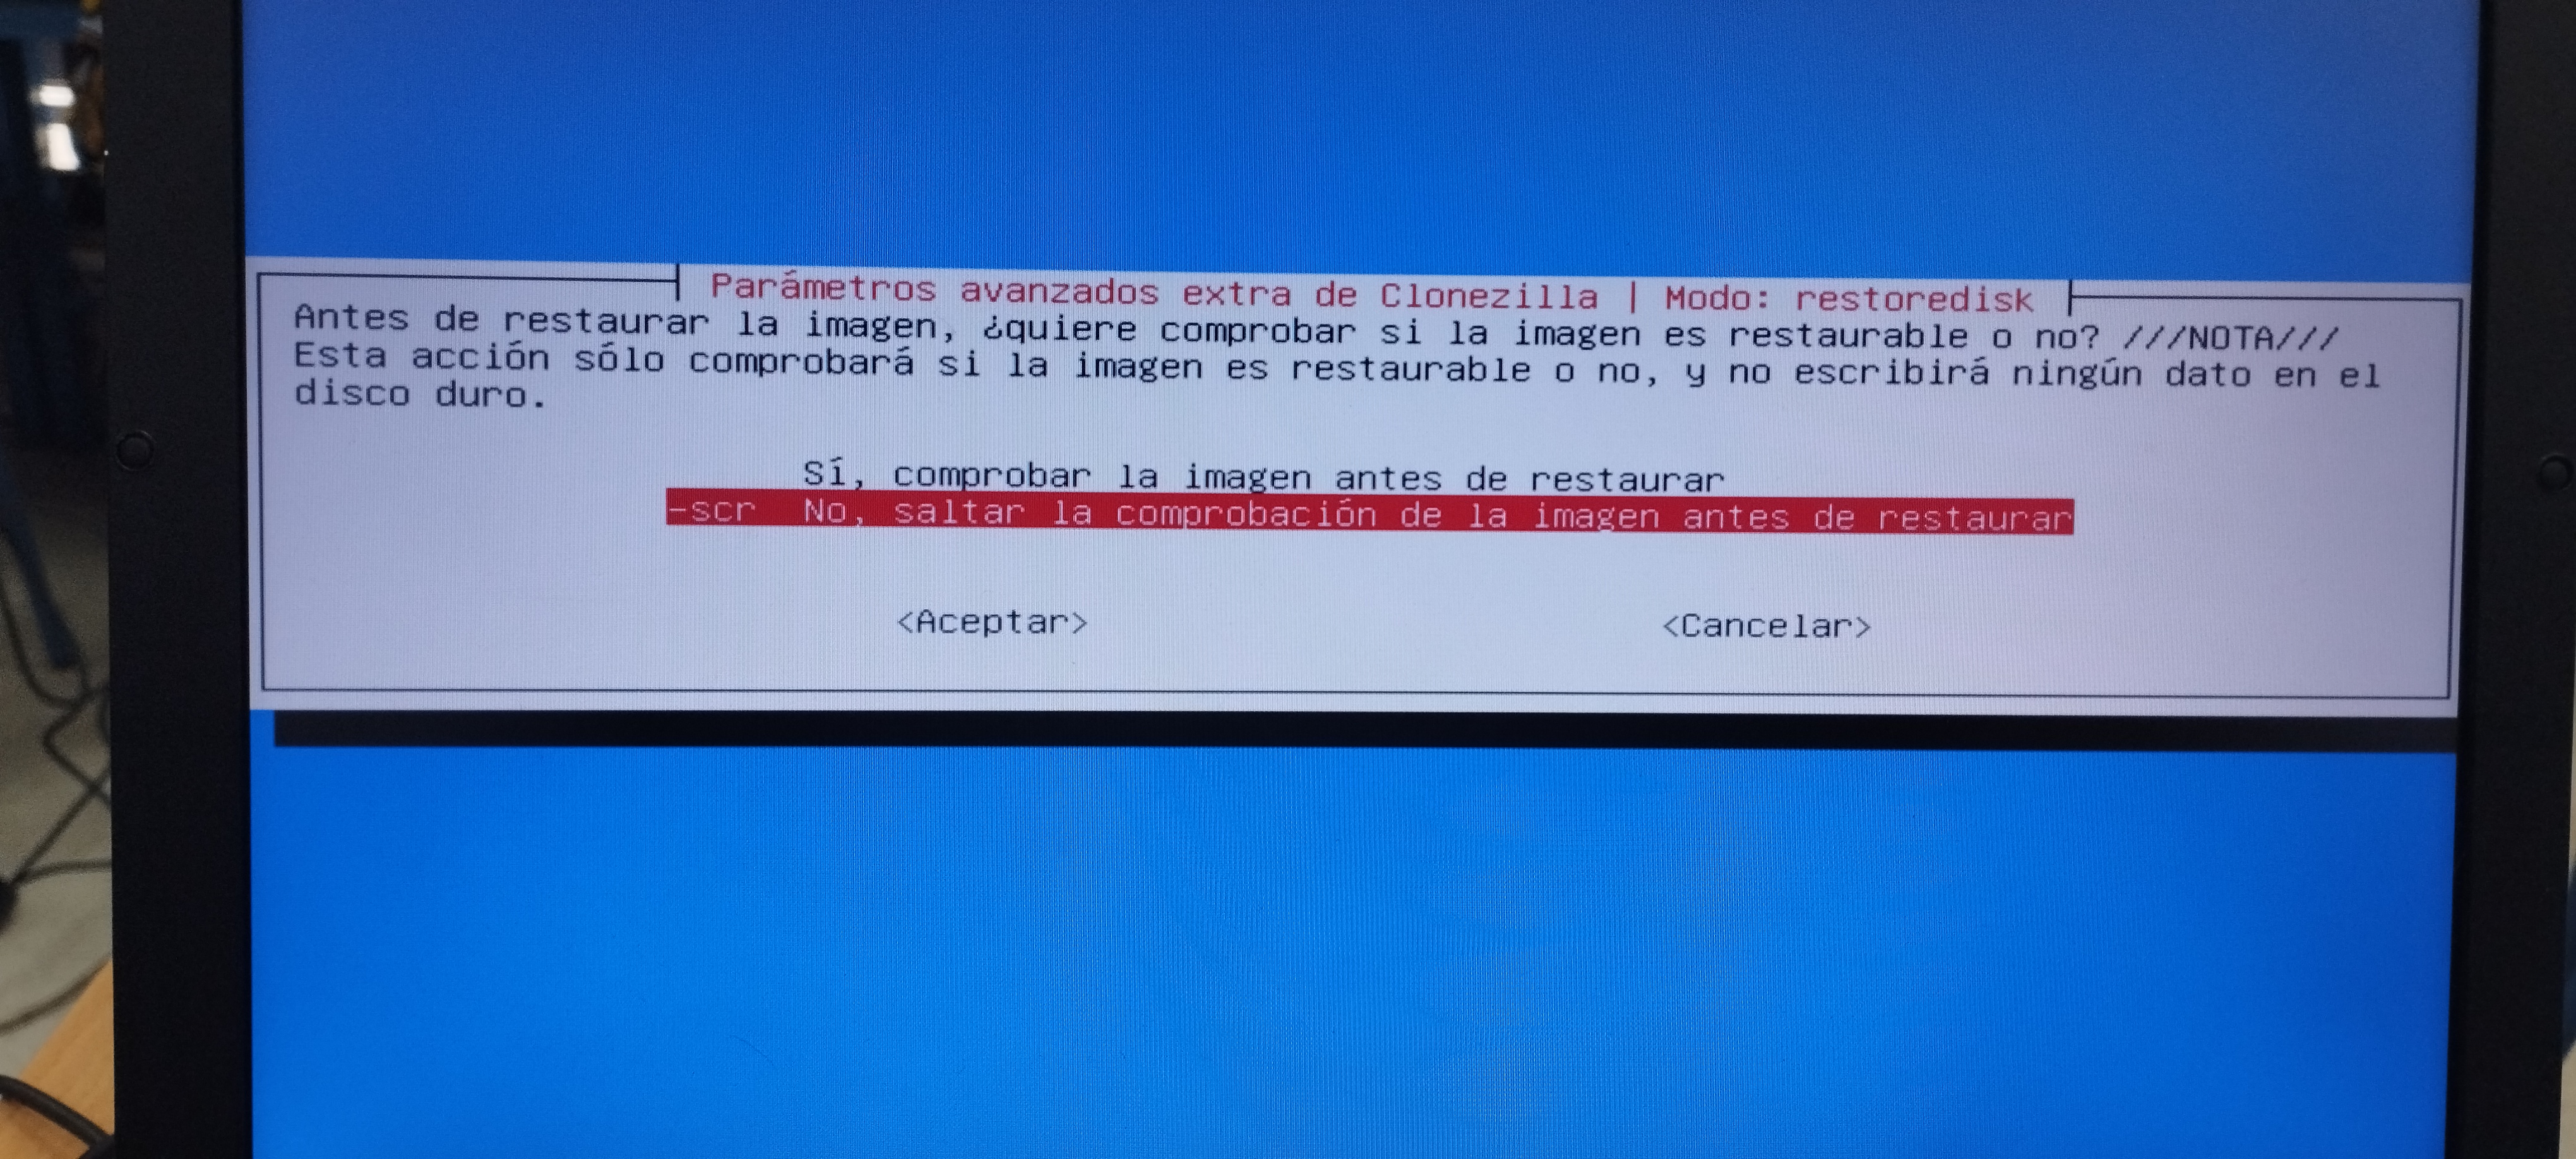 Parámetros avanzados extra de Clonezilla | Modo: restoredisk
Antes de restaurar la imagen, ¿quiere comprobar si la imagen es restaurable o no? ///NOTA///
Esta acción sólo comprobará si la imagen es restaurable o no, y no escribirá ningún dato en el
disco duro.
Sí, comprobar la imagen antes de restaurar
-scr No, saltar la comprobación de la imagen antes de restaurar
<Aceptar> <Cancelar>